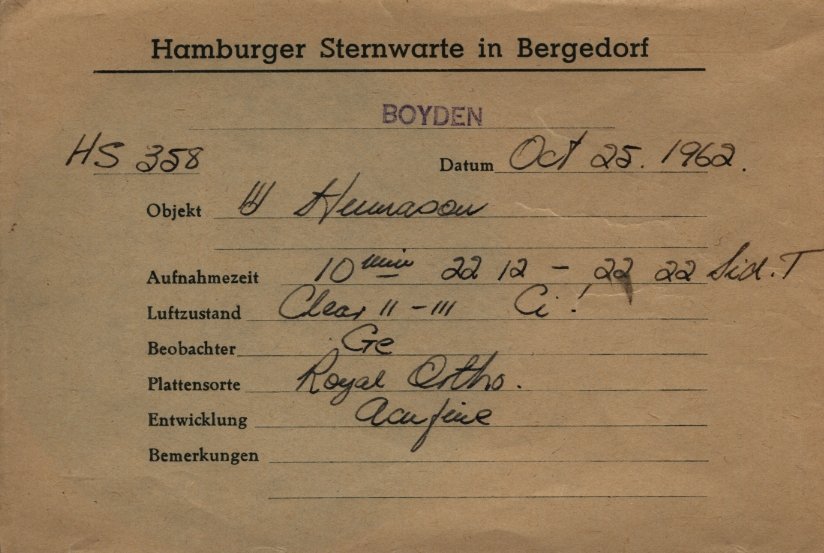 Hamburger Sternwarte in Bergedorf
BOYDEN
HS 358 Datum Oct 25. 1962.
Objekt Humason
Aufnahmezeit 10 min 22 12 - 22 22 Sid. T
Luftzustand Clear II - III Ci!
Beobachter Ge
Plattensorte Royal Ortho.
Entwicklung Acufine
Bemerkungen